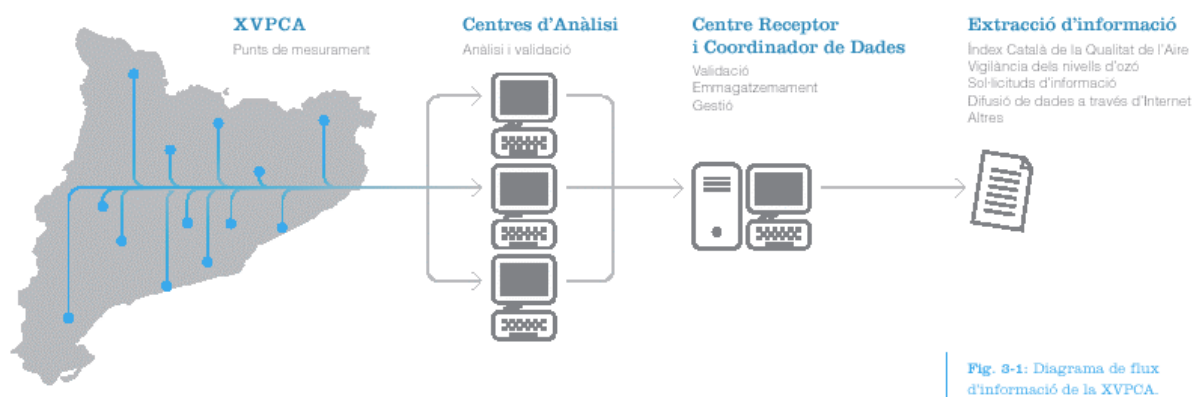 XVPCA
Punts de mesurament
Centres d'Anàlisi
Anàlisi i validació
Centre Receptor
i Coordinador de Dades
Validació
Emmagatzemament
Gestió
Extracció d'informació
Índex Català de la Qualitat de l'Aire
Vigilància dels nivells d'ozó
Sol·licituds d'informació
Difusió de dades a través d'Internet
Altres
Fig. 3-1: Diagrama de flux
d'informació de la XVPCA.